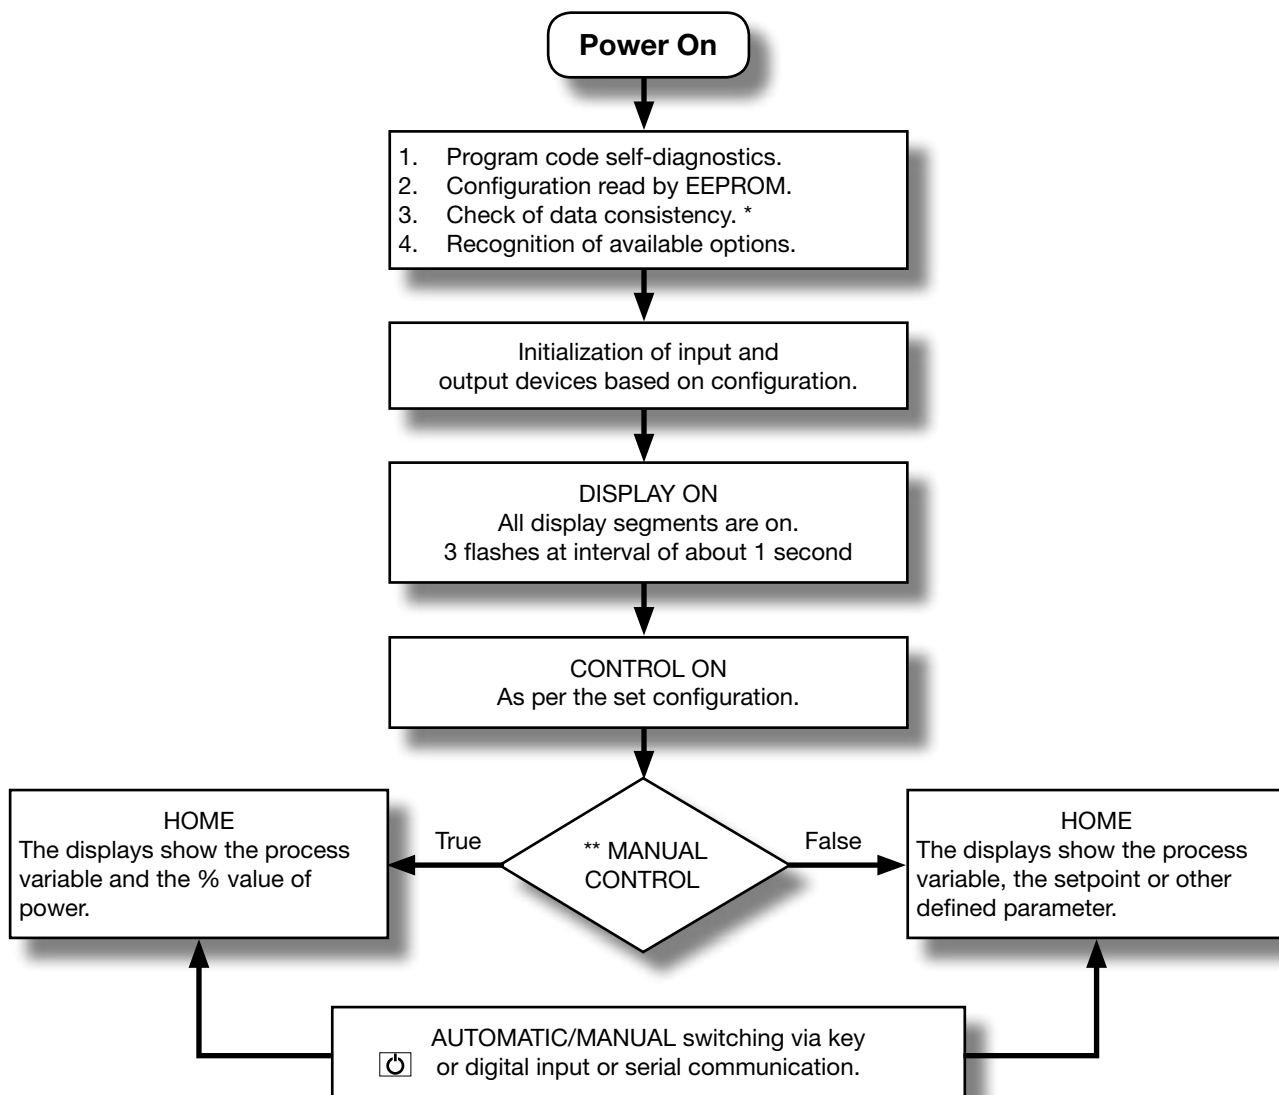 Power On
1. Program code self-diagnostics.
2. Configuration read by EEPROM.
3. Check of data consistency. *
4. Recognition of available options.
Initialization of input and
output devices based on configuration.
DISPLAY ON
All display segments are on.
3 flashes at interval of about 1 second
CONTROL ON
As per the set configuration.
** MANUAL
CONTROL
True
False
HOME
The displays show the process
variable and the % value of
power.
HOME
The displays show the process
variable, the setpoint or other
defined parameter.
AUTOMATIC/MANUAL switching via key
or digital input or serial communication.